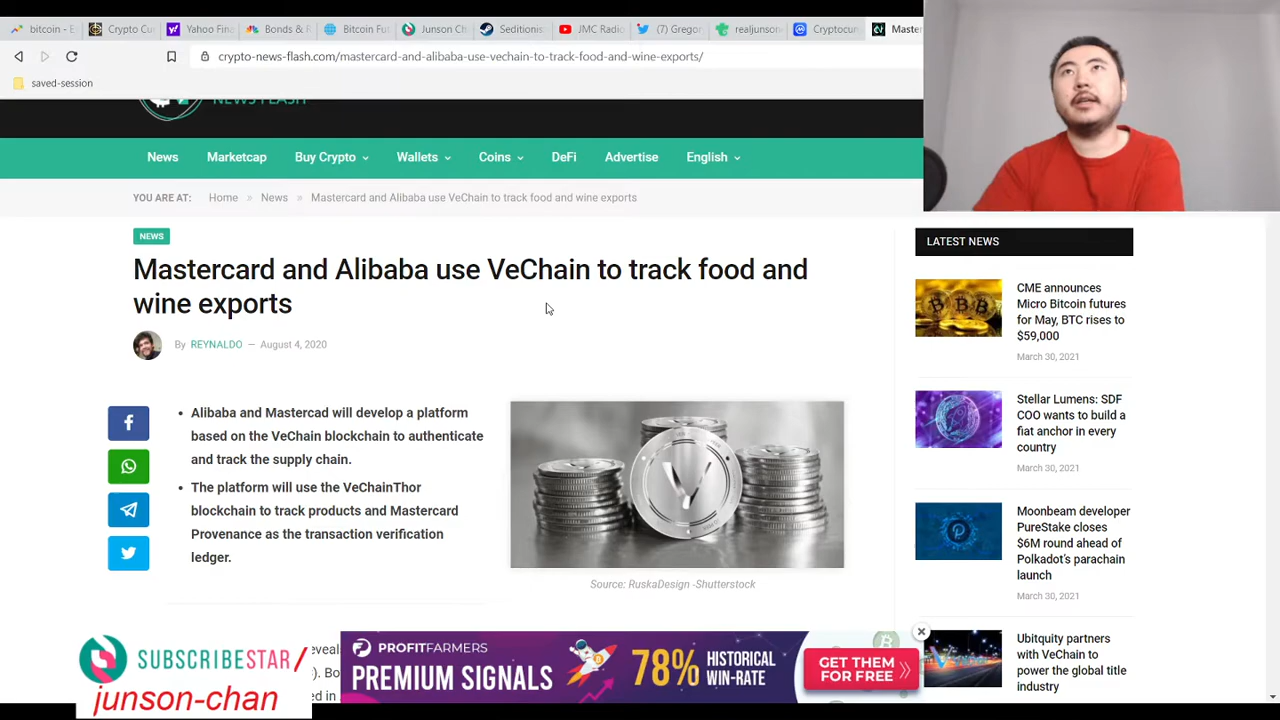 bitcoin - E
Crypto Cu
Yahoo Fina
Bonds & R
Bitcoin Fut
Junson Ch
Seditionis
JMC Radio
(7) Gregor
realjunson
Cryptocur
Master
crypto-news-flash.com/mastercard-and-alibaba-use-vechain-to-track-food-and-wine-exports/
saved-session
NEWS FLASH
News
Marketcap
Buy Crypto
Wallets
Coins
DeFi
Advertise
English
YOU ARE AT: Home » News » Mastercard and Alibaba use VeChain to track food and wine exports
NEWS
Mastercard and Alibaba use VeChain to track food and
wine exports
By REYNALDO — August 4, 2020
• Alibaba and Mastercad will develop a platform
based on the VeChain blockchain to authenticate
and track the supply chain.
• The platform will use the VeChainThor
blockchain to track products and Mastercard
Provenance as the transaction verification
ledger.
Source: RuskaDesign -Shutterstock
LATEST NEWS
CME announces
Micro Bitcoin futures
for May, BTC rises to
$59,000
March 30, 2021
Stellar Lumens: SDF
COO wants to build a
fiat anchor in every
country
March 30, 2021
Moonbeam developer
PureStake closes
$6M round ahead of
Polkadot's parachain
launch
March 30, 2021
Ubitquity partners
with VeChain to
power the global title
industry
SUBSCRIBESTAR/
junson-chan
PROFITFARMERS
PREMIUM SIGNALS
78% HISTORICAL
WIN-RATE
GET THEM
FOR FREE